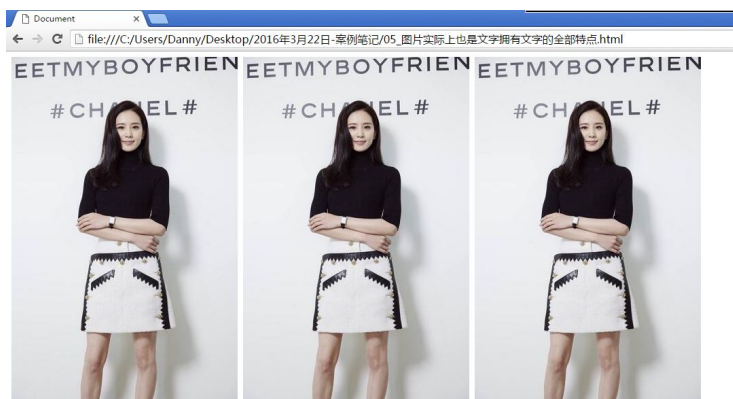 Document
file:///C:/Users/Danny/Desktop/2016年3月22日-案例笔记/05_图片实际上也是文字拥有文字的全部特点.html
EETMYBOYFRIEN EETMYBOYFRIEN EETMYBOYFRIEN
#CHANEL# #CHANEL# #CHANEL#